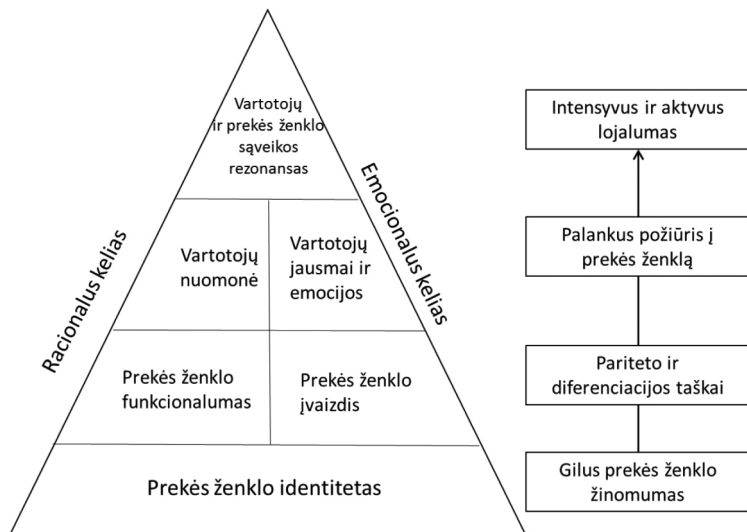 Vartotojų
ir prekės ženklo
sąveikos
rezonansas
Racionalus kelias
Emocionalus kelias
Vartotojų
nuomonė
Vartotojų
jausmai ir
emocijos
Prekės ženklo
funkcionalumas
Prekės ženklo
įvaizdis
Prekės ženklo identitetas
Intensyvus ir aktyvus
lojalumas
Palankus požiūris į
prekės ženklą
Pariteto ir
diferenciacijos taškai
Gilus prekės ženklo
žinomumas